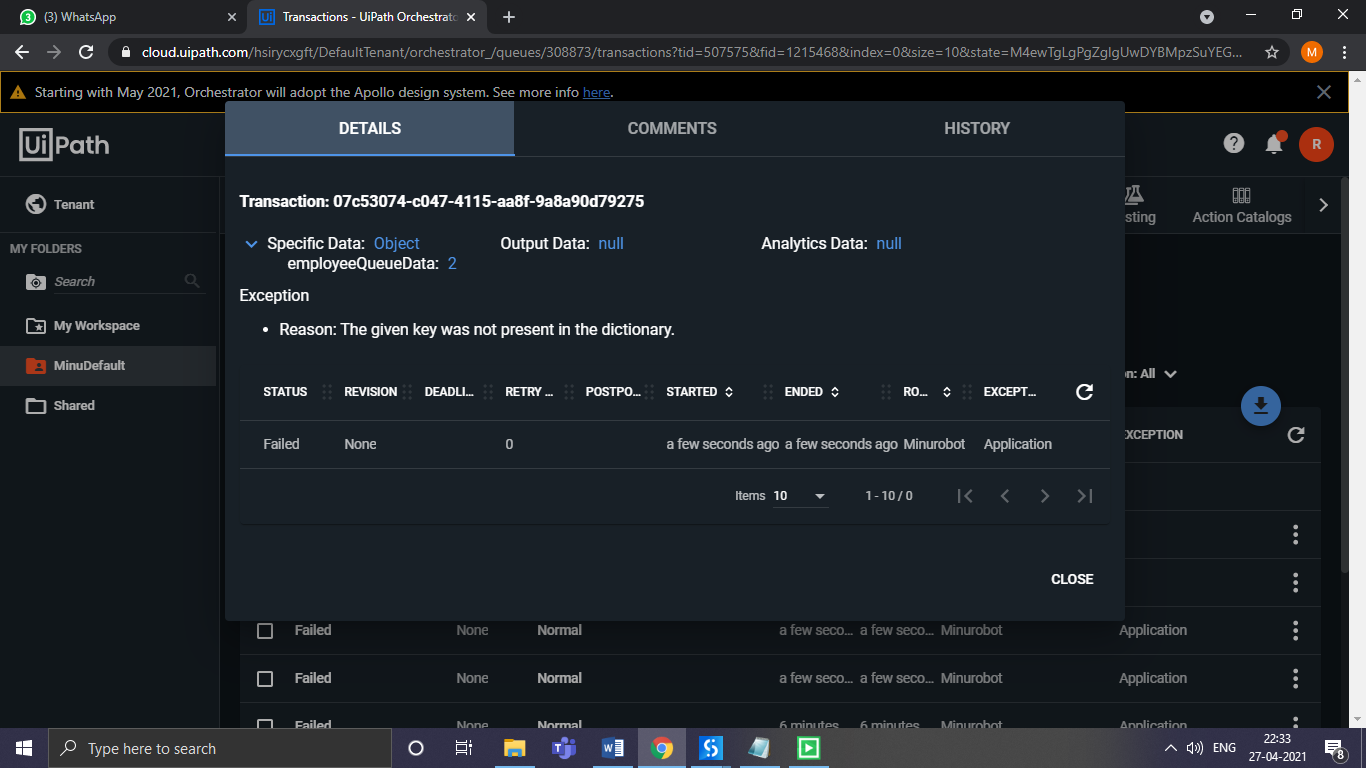 (3) WhatsApp
Transactions - UiPath Orchestrato
cloud.uipath.com/hsirycxgft/DefaultTenant/orchestrator_/queues/308873/transactions?tid=507575&fid=1215468&index=0&size=10&state=M4ewTgLgPgZgIgUwDYBMpzSuYEG...
M
Starting with May 2021, Orchestrator will adopt the Apollo design system. See more info here.
UiPath
R
Tenant
MY FOLDERS
Search
My Workspace
MinuDefault
Shared
sting
Action Catalogs
DETAILS
COMMENTS
HISTORY
Transaction: 07c53074-c047-4115-aa8f-9a8a90d79275
Specific Data: Object
Output Data: null
Analytics Data: null
employeeQueueData: 2
Exception
• Reason: The given key was not present in the dictionary.
STATUS REVISION DEADLI... RETRY ... POSTPO... STARTED ENDED RO... EXCEPT...
Failed None 0 a few seconds ago a few seconds ago Minurobot Application
Items 10 1 - 10 / 0
CLOSE
n: All
XCEPTION
Failed None Normal a few seco... a few seco... Minurobot Application
Failed None Normal a few seco... a few seco... Minurobot Application
Failed None Normal 6 minutes 6 minutes Minurobot Application
Type here to search
ENG
22:33
27-04-2021
8